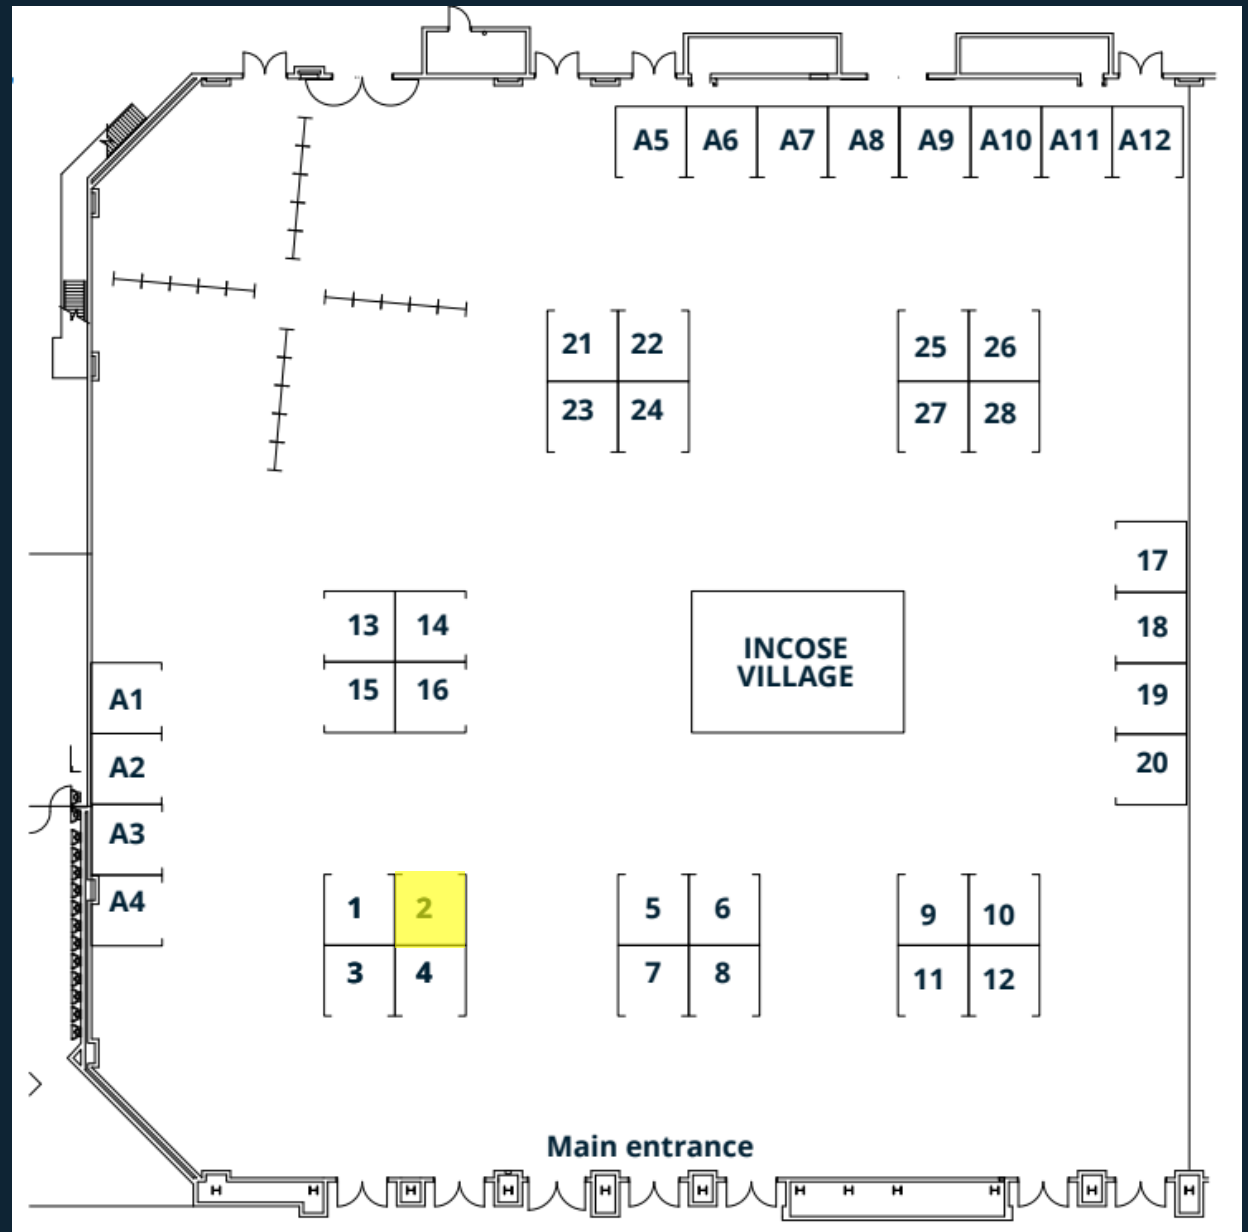 A5 A6 A7 A8 A9 A10 A11 A12
21 22
25 26
23 24
27 28
17
13 14
18
INCOSE
VILLAGE
15 16
19
A1
20
A2
A3
A4
1 2
5 6
9 10
3 4
7 8
11 12
Main entrance
H H H H H H H H H H H H